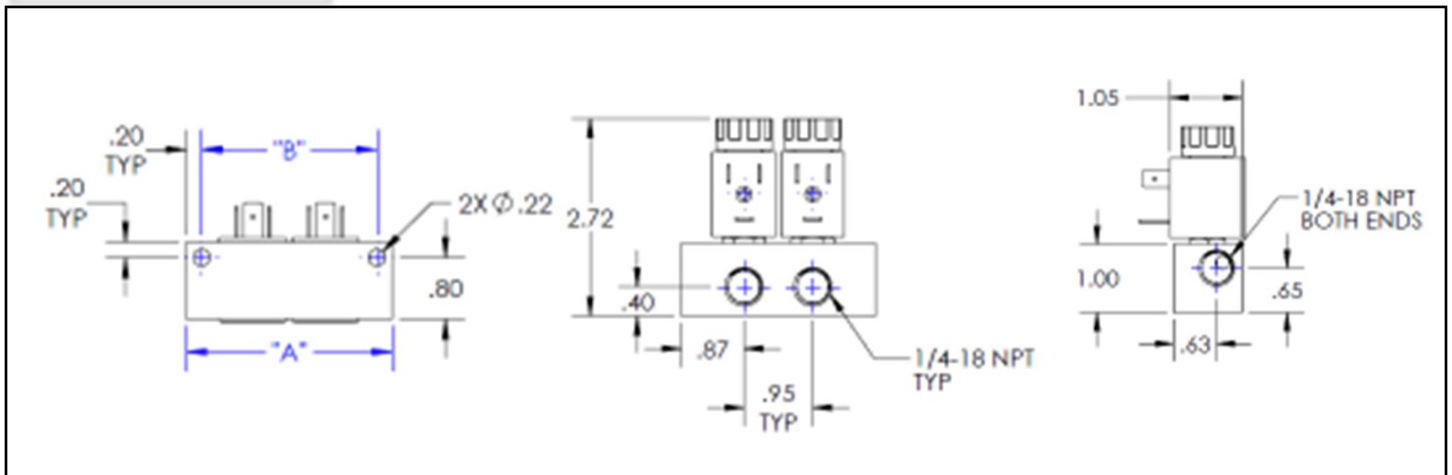 .20
TYP
"B"
.20
TYP
2X Ø.22
.80
"A"
2.72
.40
.87
.95
TYP
1/4-18 NPT
TYP
1.05
1/4-18 NPT
BOTH ENDS
1.00
.65
.63